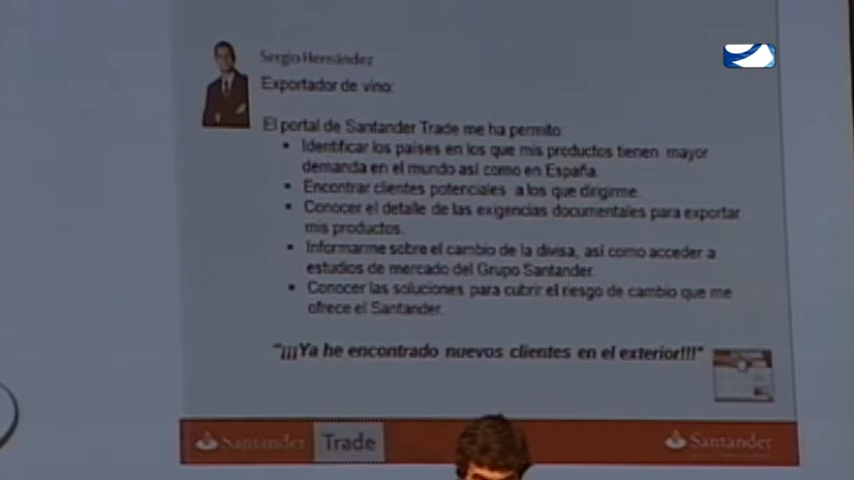 Sergio Hernández
Exportador de vino:
El portal de Santander Trade me ha permito:
• Identificar los países en los que mis productos tienen mayor
demanda en el mundo así como en España.
• Encontrar clientes potenciales a los que dirigirme.
• Conocer el detalle de las exigencias documentales para exportar
mis productos.
• Informarme sobre el cambio de la divisa, así como acceder a
estudios de mercado del Grupo Santander.
• Conocer las soluciones para cubrir el riesgo de cambio que me
ofrece el Santander.
"¡¡¡Ya he encontrado nuevos clientes en el exterior!!!"
Santander Trade
Santander